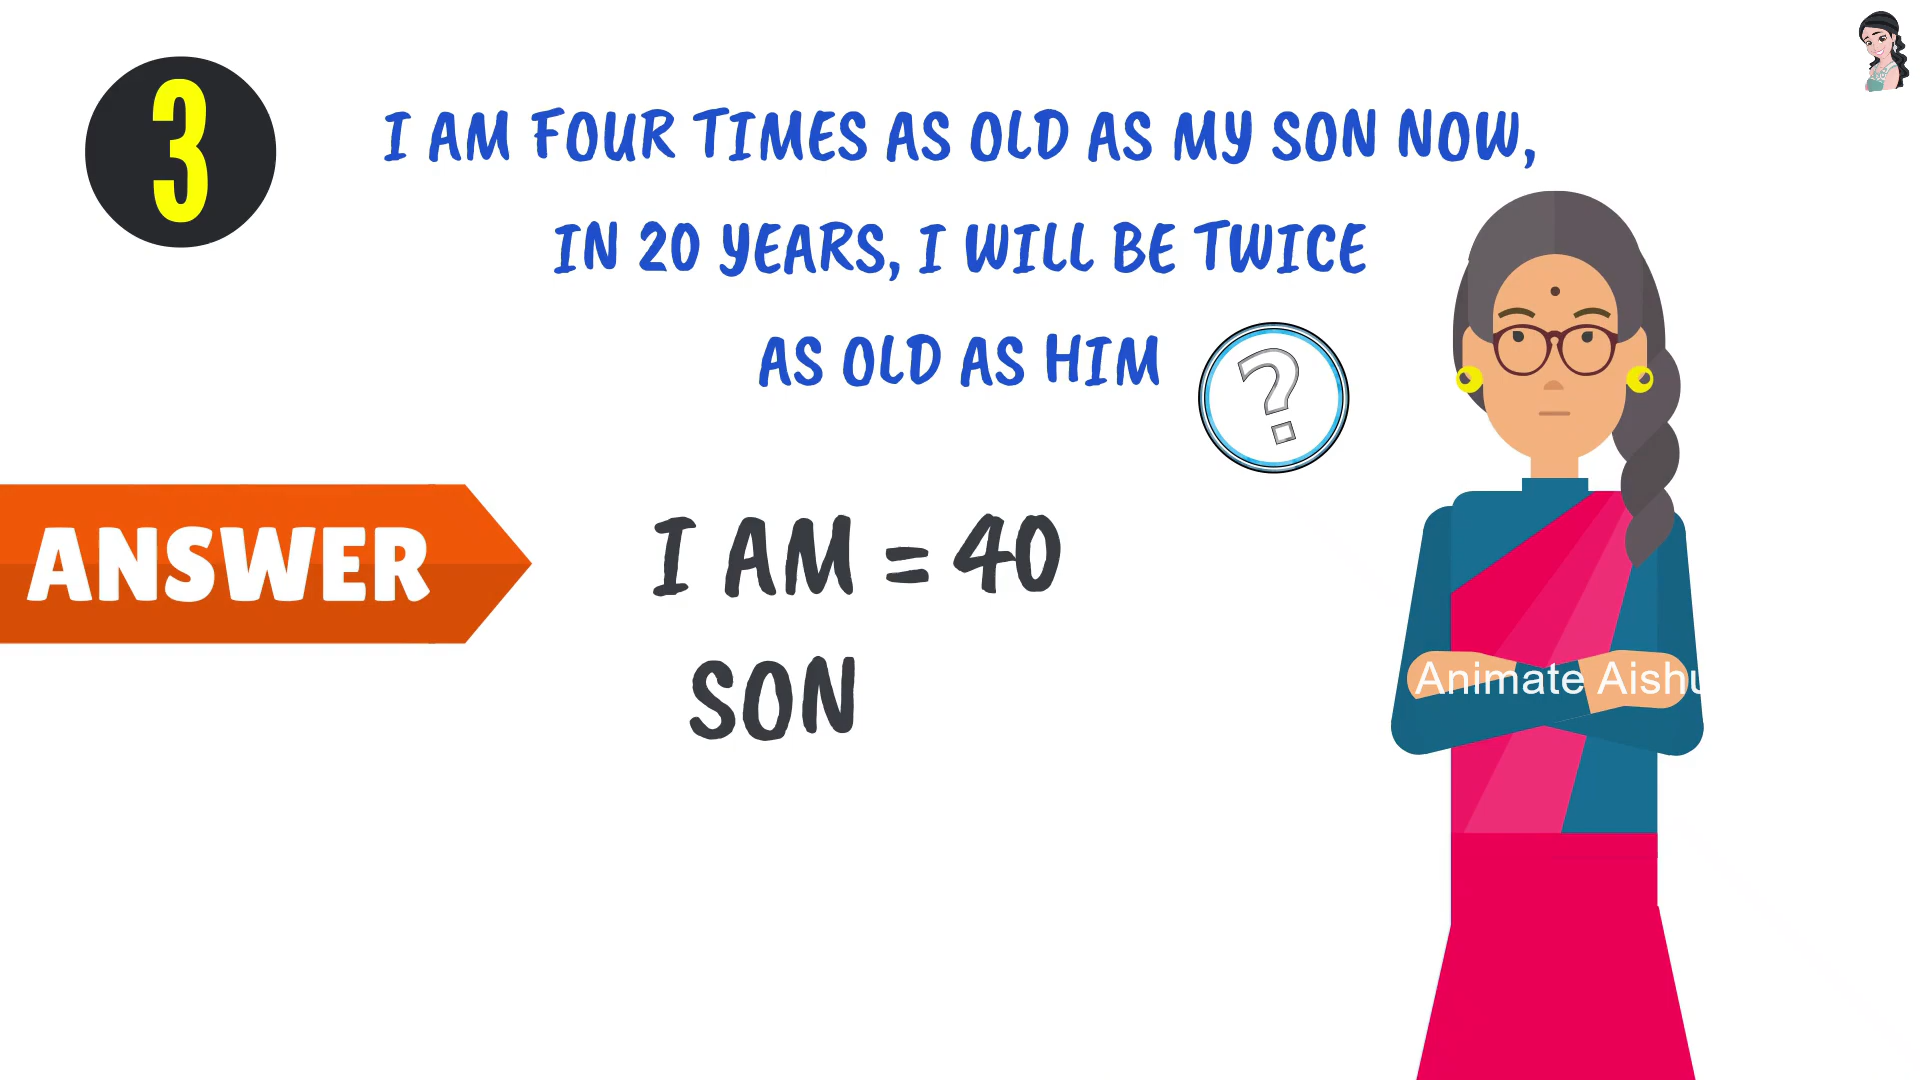 3
I AM FOUR TIMES AS OLD AS MY SON NOW,
IN 20 YEARS, I WILL BE TWICE
AS OLD AS HIM ?
ANSWER
I AM = 40
SON
Animate Aishu